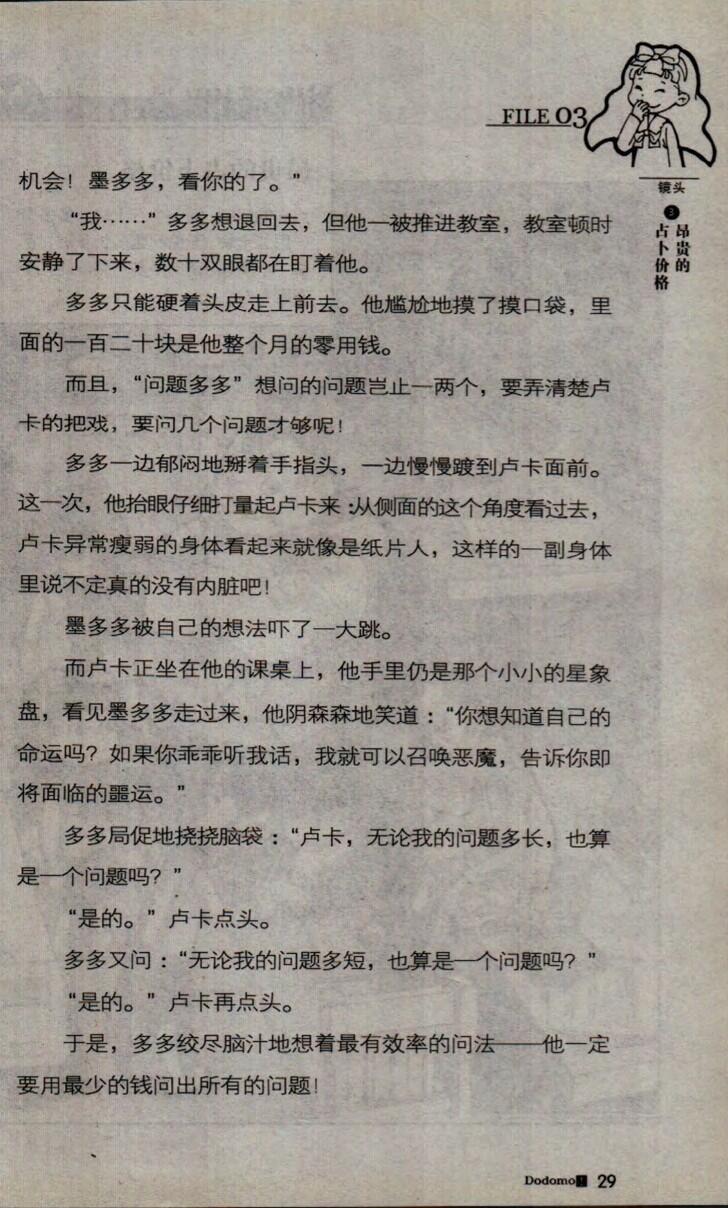 FILE 03
镜头
3
昂贵的
占卜价格
机会！墨多多，看你的了。”
“我……”多多想退回去，但他一被推进教室，教室顿时
安静了下来，数十双眼都在盯着他。
多多只能硬着头皮走上前去。他尴尬地摸了摸口袋，里
面的一百二十块是他整个月的零用钱。
而且，“问题多多”想问的问题岂止一两个，要弄清楚卢
卡的把戏，要问几个问题才够呢！
多多一边郁闷地掰着手指头，一边慢慢踱到卢卡面前。
这一次，他抬眼仔细打量起卢卡来：从侧面的这个角度看过去，
卢卡异常瘦弱的身体看起来就像是纸片人，这样的一副身体
里说不定真的没有内脏吧！
墨多多被自己的想法吓了一大跳。
而卢卡正坐在他的课桌上，他手里仍是那个小小的星象
盘，看见墨多多走过来，他阴森森地笑道：“你想知道自己的
命运吗？如果你乖乖听我话，我就可以召唤恶魔，告诉你即
将面临的噩运。”
多多局促地挠挠脑袋：“卢卡，无论我的问题多长，也算
是一个问题吗？”
“是的。”卢卡点头。
多多又问：“无论我的问题多短，也算是一个问题吗？”
“是的。”卢卡再点头。
于是，多多绞尽脑汁地想着最有效率的问法——他一定
要用最少的钱问出所有的问题！
Dodomo! 29